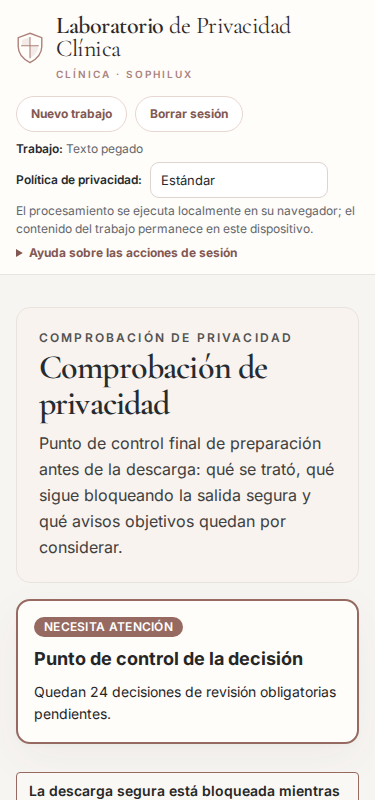 Laboratorio de Privacidad
Clínica
CLÍNICA · SOPHILUX
Nuevo trabajo
Borrar sesión
Trabajo: Texto pegado
Política de privacidad: Estándar
El procesamiento se ejecuta localmente en su navegador; el
contenido del trabajo permanece en este dispositivo.
Ayuda sobre las acciones de sesión
COMPROBACIÓN DE PRIVACIDAD
Comprobación de
privacidad
Punto de control final de preparación
antes de la descarga: qué se trató, qué
sigue bloqueando la salida segura y
qué avisos objetivos quedan por
considerar.
NECESITA ATENCIÓN
Punto de control de la decisión
Quedan 24 decisiones de revisión obligatorias
pendientes.
La descarga segura está bloqueada mientras